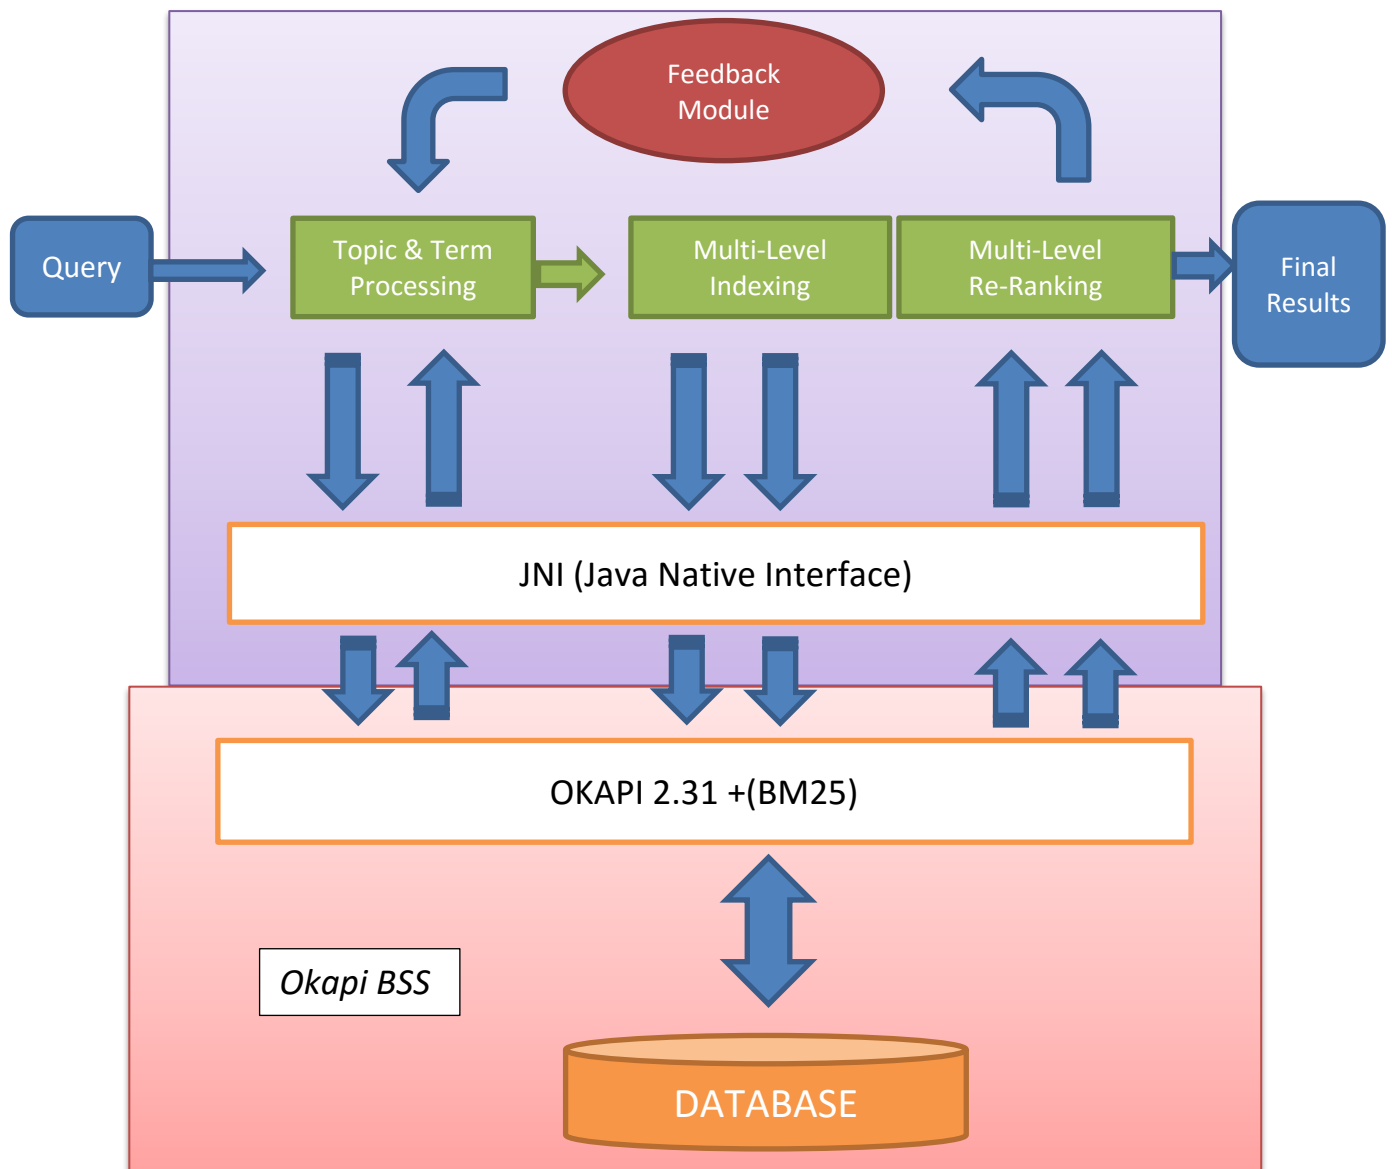 Feedback
Module
Query
Topic & Term
Processing
Multi-Level
Indexing
Multi-Level
Re-Ranking
Final
Results
JNI (Java Native Interface)
OKAPI 2.31 +(BM25)
Okapi BSS
DATABASE